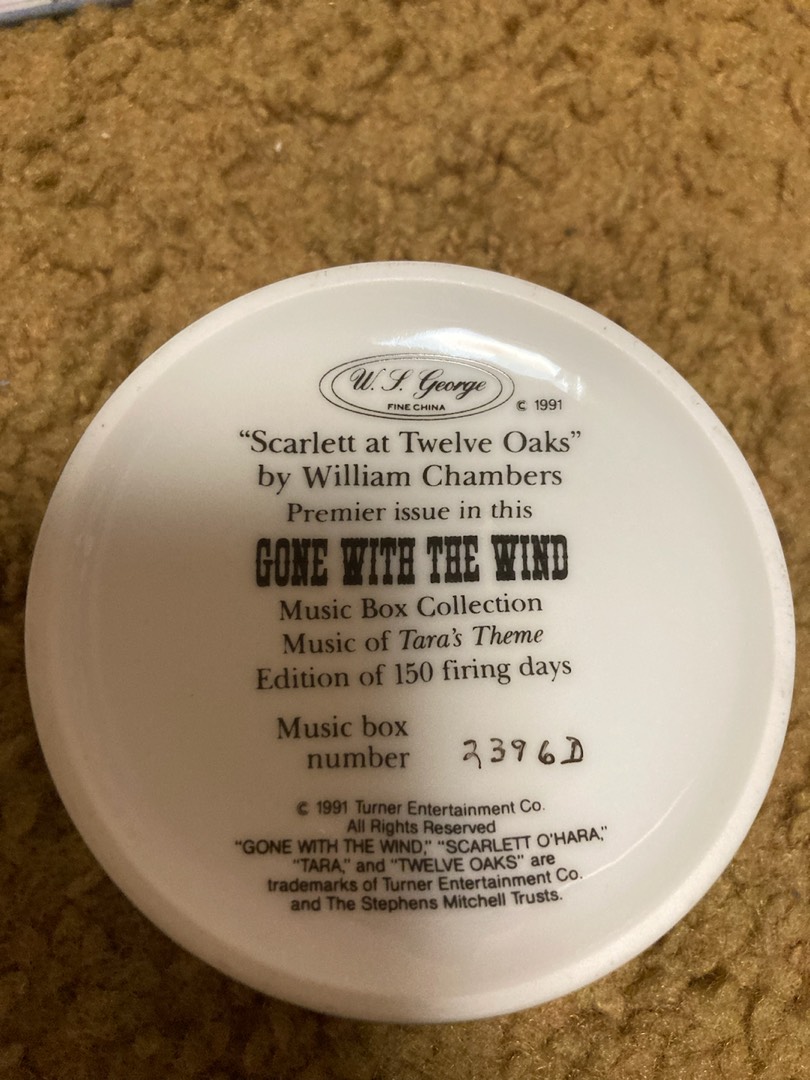 W. S. George
FINE CHINA
© 1991
“Scarlett at Twelve Oaks”
by William Chambers
Premier issue in this
GONE WITH THE WIND
Music Box Collection
Music of Tara's Theme
Edition of 150 firing days
Music box
number 2396D
© 1991 Turner Entertainment Co.
All Rights Reserved
"GONE WITH THE WIND," "SCARLETT O'HARA,"
"TARA," and "TWELVE OAKS" are
trademarks of Turner Entertainment Co.
and The Stephens Mitchell Trusts.